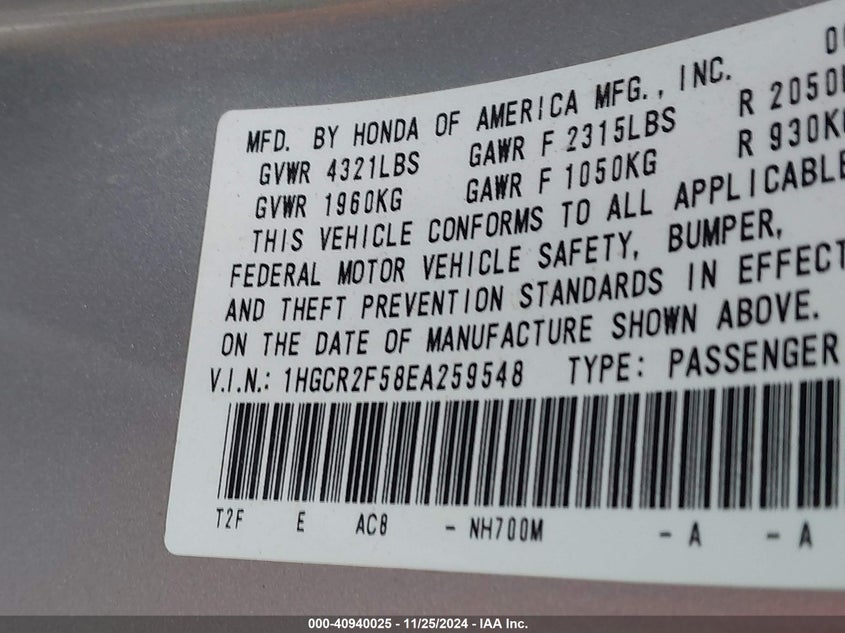 MFD. BY HONDA OF AMERICA MFG., INC.
GVWR 4321LBS GAWR F 2315LBS R 2050
GVWR 1960KG GAWR F 1050KG R 930K
THIS VEHICLE CONFORMS TO ALL APPLICABLE
FEDERAL MOTOR VEHICLE SAFETY, BUMPER,
AND THEFT PREVENTION STANDARDS IN EFFECT
ON THE DATE OF MANUFACTURE SHOWN ABOVE.
V.I.N.: 1HGCR2F58EA259548 TYPE: PASSENGER
T2F E AC8 - NH700M - A - A
000-40940025 - 11/25/2024 - IAA Inc.